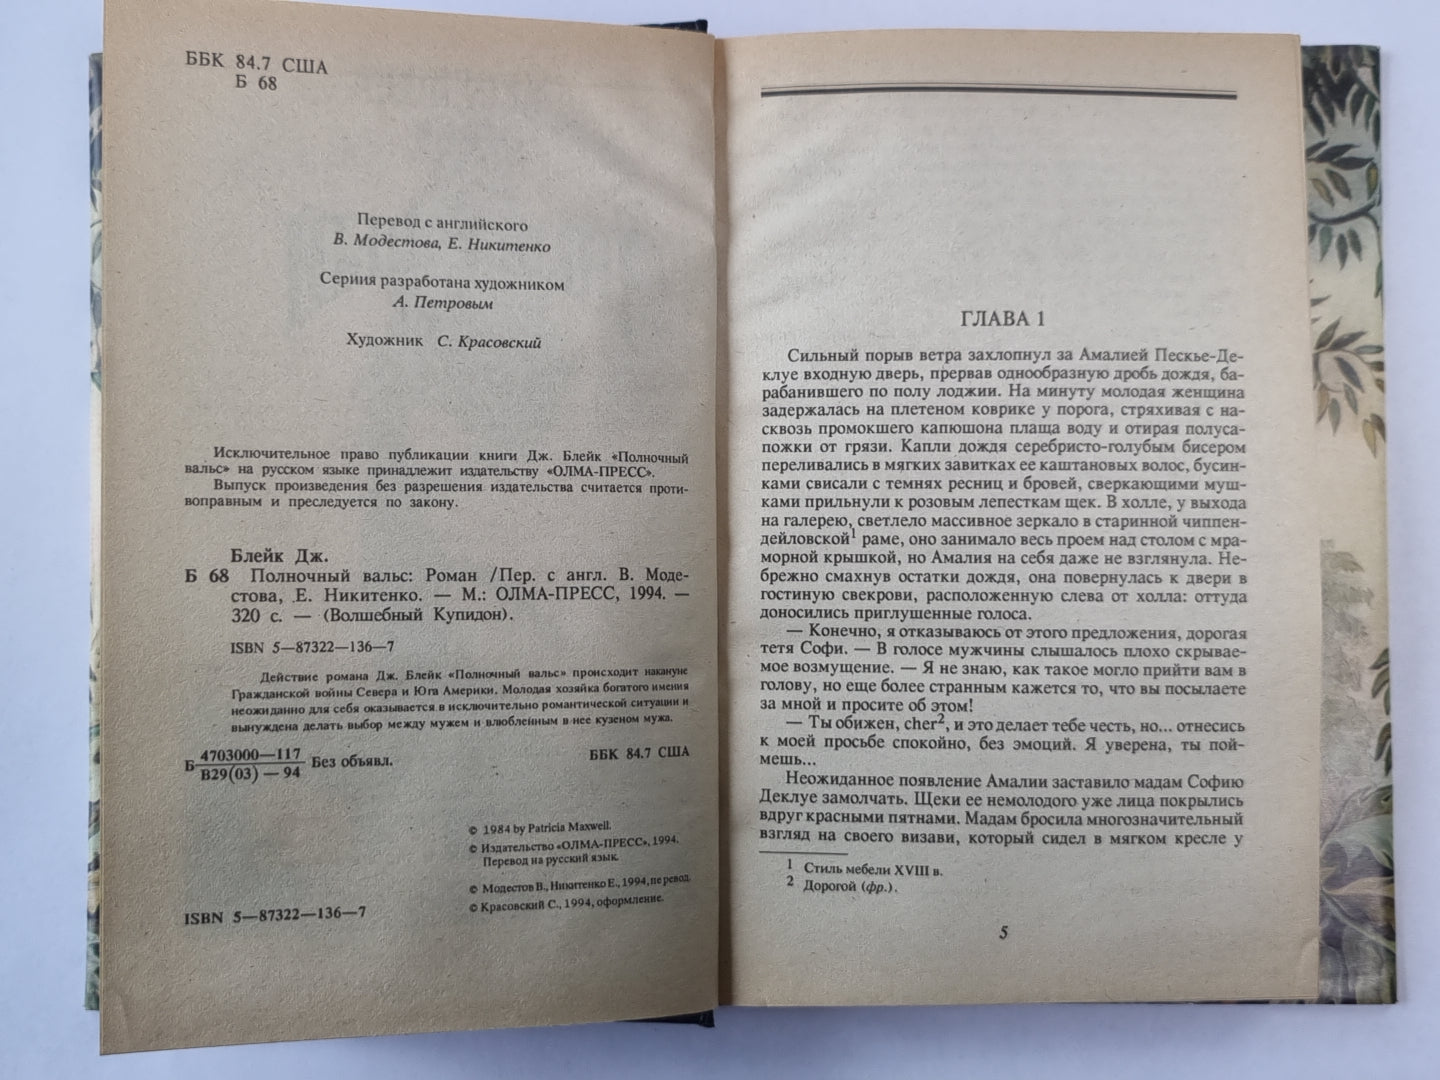 ББК 84.7 США
Б 68
Перевод с английского
В. Модестова, Е. Никитенко
Сериия разработана художником
А. Петровым
Художник С. Красовский
Исключительное право публикации книги Дж. Блейк «Полночный
вальс» на русском языке принадлежит издательству «ОЛМА-ПРЕСС».
Выпуск произведения без разрешения издательства считается проти-
воправным и преследуется по закону.
Блейк Дж.
Б 68 Полночный вальс: Роман /Пер. с англ. В. Моде-
стова, Е. Никитенко. — М.: ОЛМА-ПРЕСС, 1994. —
320 с. — (Волшебный Купидон).
ISBN 5—87322—136—7
Действие романа Дж. Блейк «Полночный вальс» происходит накануне
Гражданской войны Севера и Юга Америки. Молодая хозяйка богатого имения
неожиданно для себя оказывается в исключительно романтической ситуации и
вынуждена делать выбор между мужем и влюбленным в нее кузеном мужа.
Б 4703000—117 Без объявл.
В29(03) — 94
ББК 84.7 США
© 1984 by Patricia Maxwell.
© Издательство «ОЛМА-ПРЕСС», 1994.
Перевод на русский язык.
© Модестов В., Никитенко Е., 1994, перевод.
© Красовский С., 1994, оформление.
ISBN 5—87322—136—7
ГЛАВА 1
Сильный порыв ветра захлопнул за Амалией Пескье-Де-
клуе входную дверь, прервав однообразную дробь дождя, ба-
рабанившего по полу лоджии. На минуту молодая женщина
задержалась на плетеном коврике у порога, стряхивая с на-
сквозь промокшего капюшона плаща воду и отирая полуса-
пожки от грязи. Капли дождя серебристо-голубым бисером
переливались в мягких завитках ее каштановых волос, бусин-
ками свисали с темнях ресниц и бровей, сверкающими муш-
ками прильнули к розовым лепесткам щек. В холле, у выхода
на галерею, светлело массивное зеркало в старинной чиппен-
дейловской¹ раме, оно занимало весь проем над столом с мра-
морной крышкой, но Амалия на себя даже не взглянула. Не-
брежно смахнув остатки дождя, она повернулась к двери в
гостиную свекрови, расположенную слева от холла: оттуда
доносились приглушенные голоса.
— Конечно, я отказываюсь от этого предложения, дорогая
тетя Софи. — В голосе мужчины слышалось плохо скрывае-
мое возмущение. — Я не знаю, как такое могло прийти вам в
голову, но еще более странным кажется то, что вы посылаете
за мной и просите об этом!
— Ты обижен, cher², и это делает тебе честь, но... отнесись
к моей просьбе спокойно, без эмоций. Я уверена, ты пой-
мешь...
Неожиданное появление Амалии заставило мадам Софию
Деклуе замолчать. Щеки ее немолодого уже лица покрылись
вдруг красными пятнами. Мадам бросила многозначительный
взгляд на своего визави, который сидел в мягком кресле у
1 Стиль мебели XVIII в.
2 Дорогой (фр.).
5